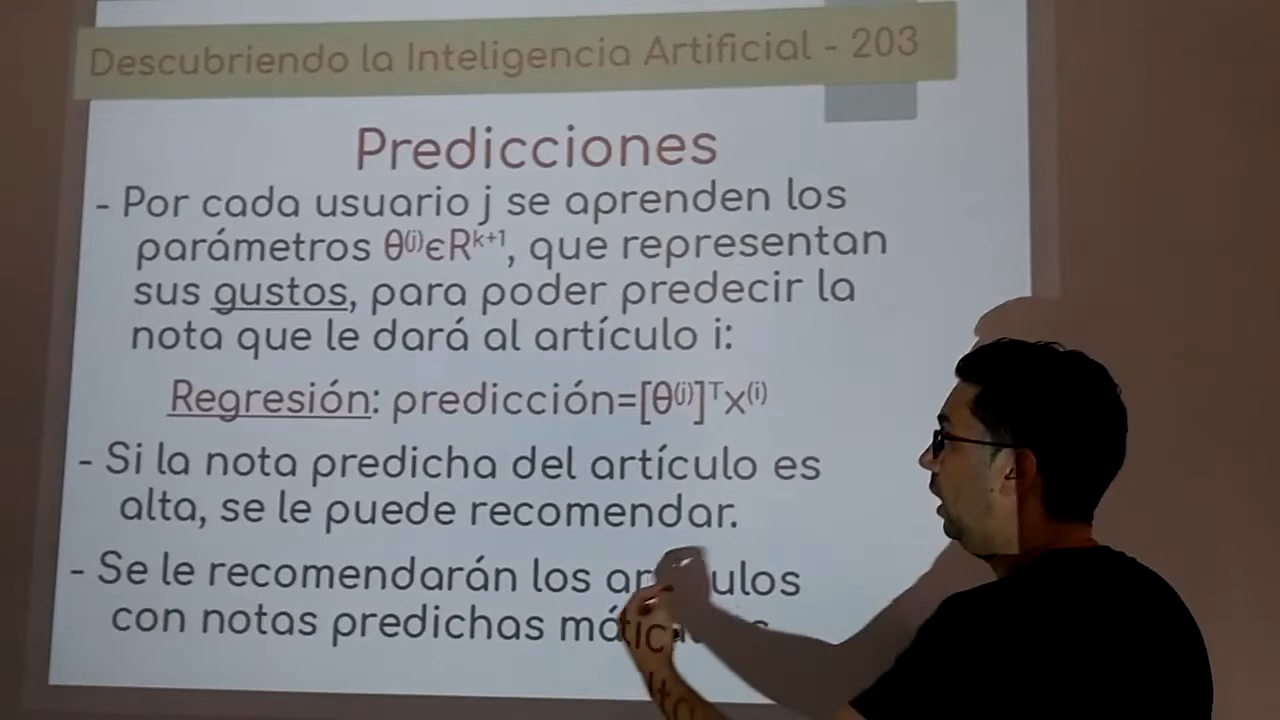 Descubriendo la Inteligencia Artificial - 203
Predicciones
- Por cada usuario j se aprenden los
parámetros θ⁽ʲ⁾ϵRᵏ⁺¹, que representan
sus gustos, para poder predecir la
nota que le dará al artículo i:
Regresión: predicción=[θ⁽ʲ⁾]ᵀx⁽ⁱ⁾
- Si la nota predicha del artículo es
alta, se le puede recomendar.
- Se le recomendarán los
con notas predichas